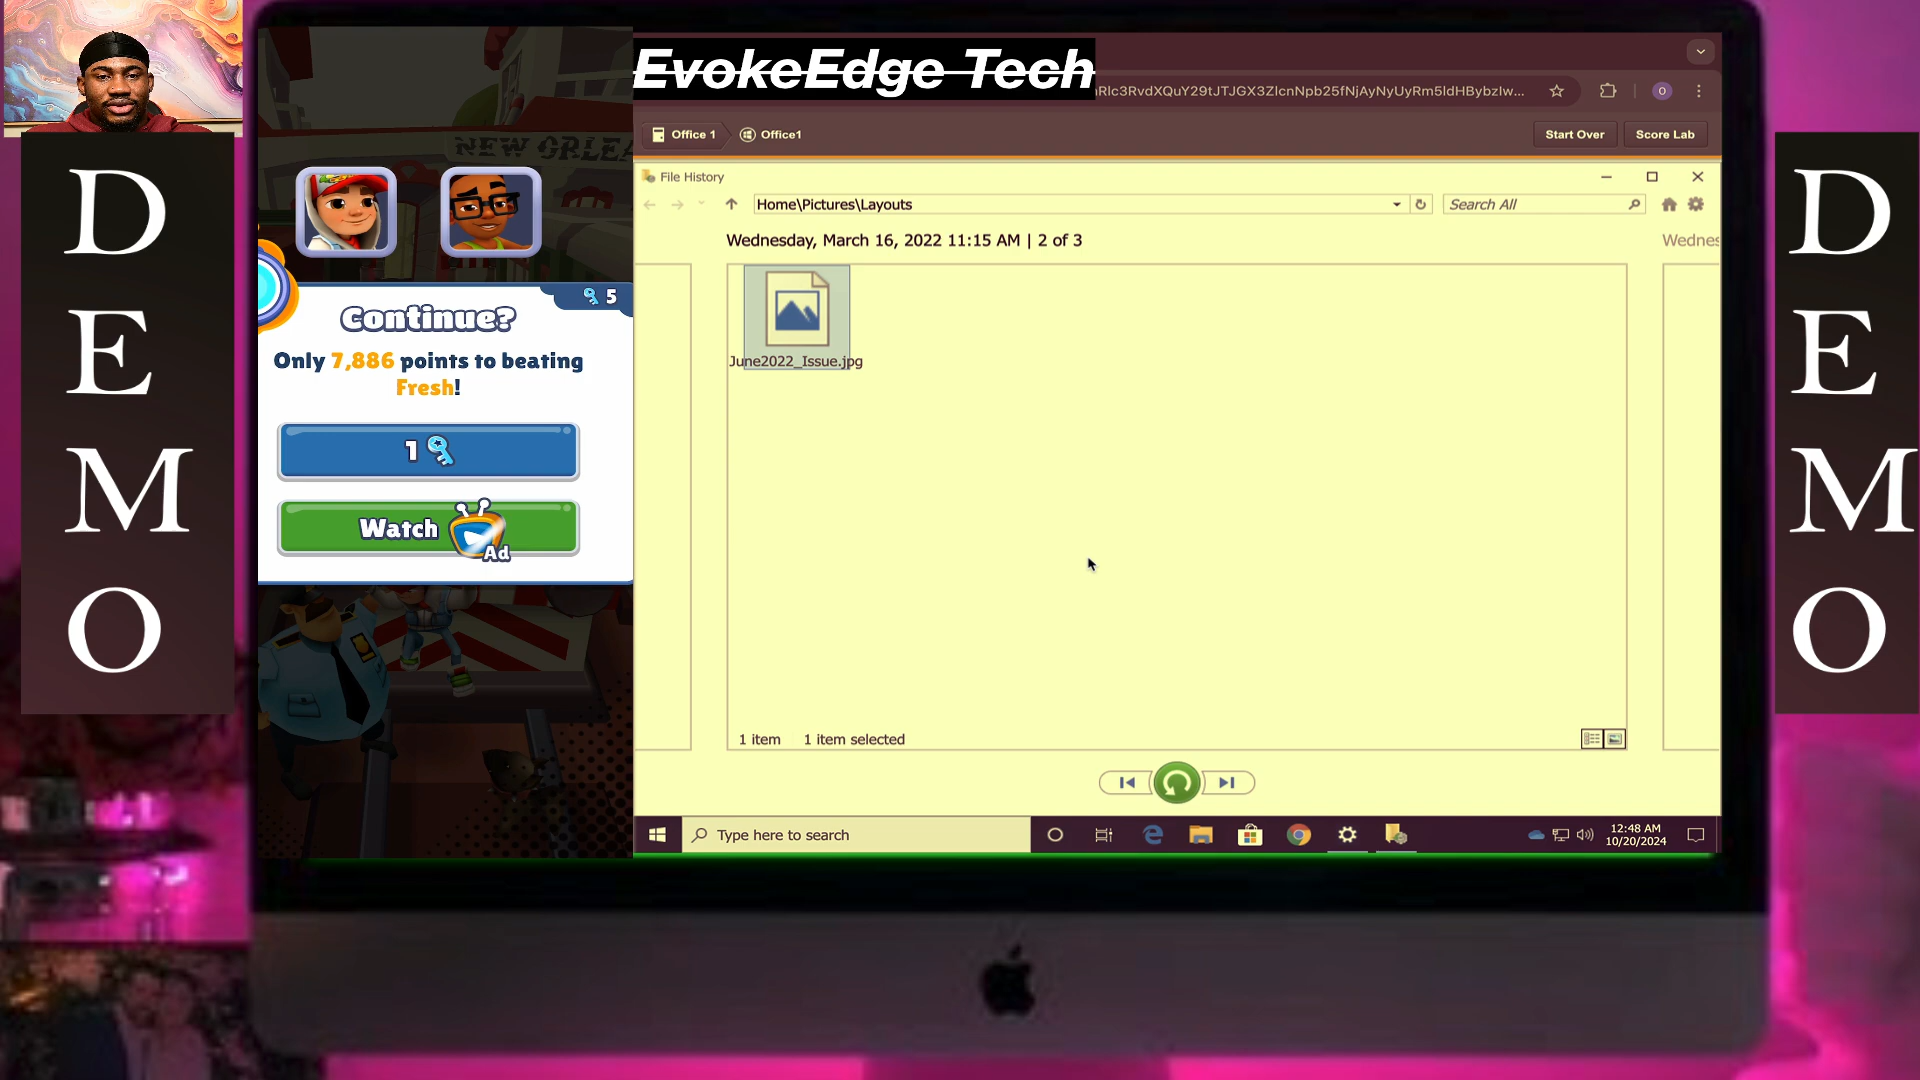 EvokeEdge Tech
nRlc3RvdXQuY29tJTJGX3ZlcnNpb25fNjAyNyUyRm5ldHBybzIw...
O
Office 1
Office1
Start Over
Score Lab
File History
Home\Pictures\Layouts
Search All
Wednesday, March 16, 2022 11:15 AM | 2 of 3
Wednes
June2022_Issue.jpg
1 item
1 item selected
Type here to search
12:48 AM
10/20/2024
NEW ORLEA
5
Continue?
Only 7,886 points to beating
Fresh!
1
Watch
Ad
D
E
M
O
D
E
M
O